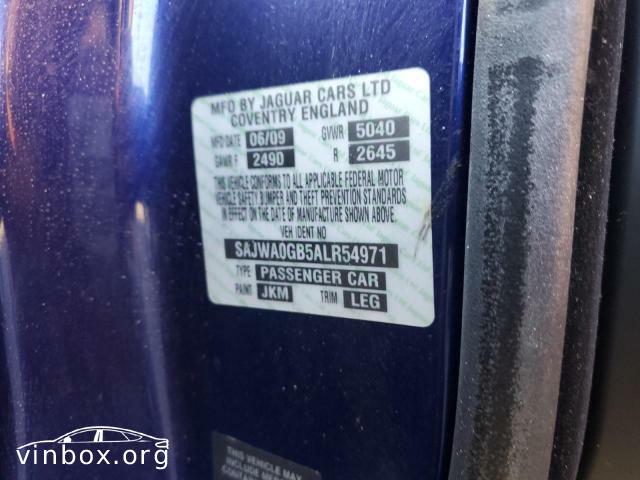 MFD BY JAGUAR CARS LTD
COVENTRY ENGLAND
MFD DATE 06/09 GVWR 5040
GAWR F 2490 R 2645
THIS VEHICLE CONFORMS TO ALL APPLICABLE FEDERAL MOTOR
VEHICLE SAFETY, BUMPER AND THEFT PREVENTION STANDARDS
IN EFFECT ON THE DATE OF MANUFACTURE SHOWN ABOVE.
VEH IDENT NO
SAJWA0GB5ALR54971
TYPE PASSENGER CAR
PAINT JKM TRIM LEG
THIS VEHICLE MAY
vinbox.org